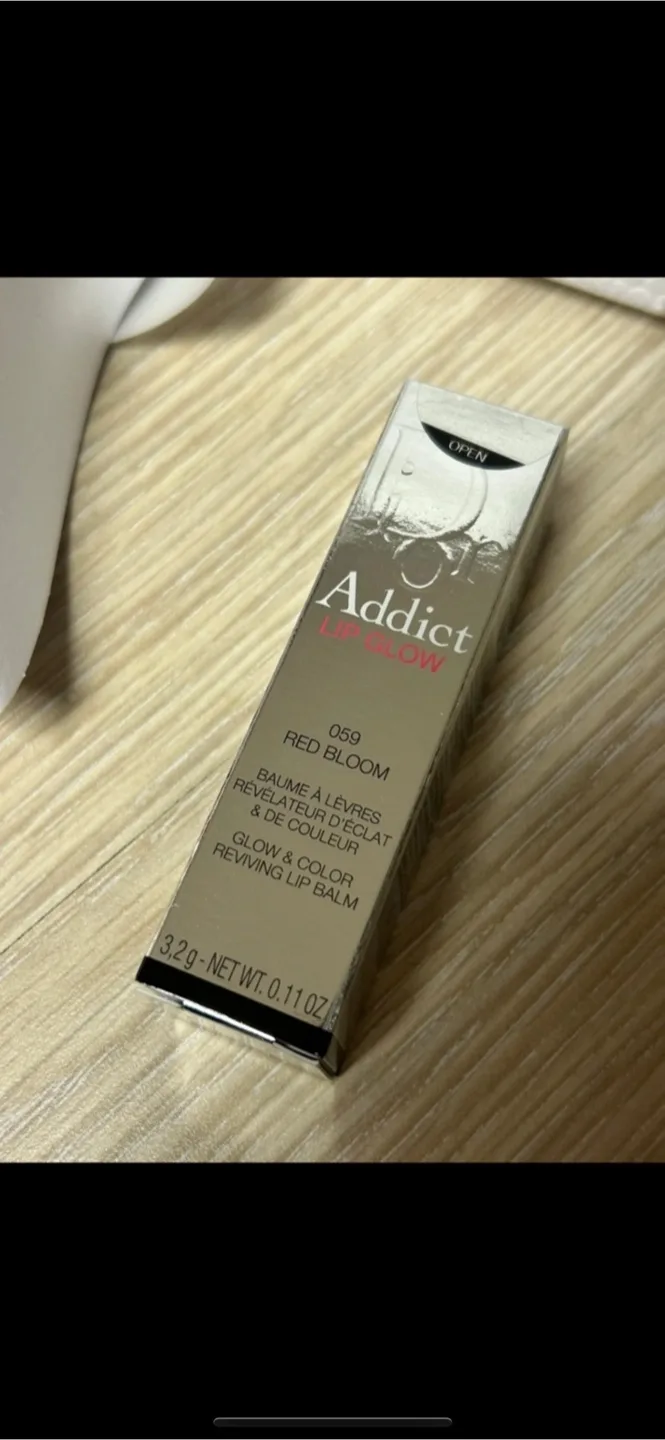 OPEN
Addict
LIP GLOW
059
RED BLOOM
BAUME À LÈVRES
RÉVÉLATEUR D'ÉCLAT
& DE COULEUR
GLOW & COLOR
REVIVING LIP BALM
3,2 g - NET WT. 0.11 OZ